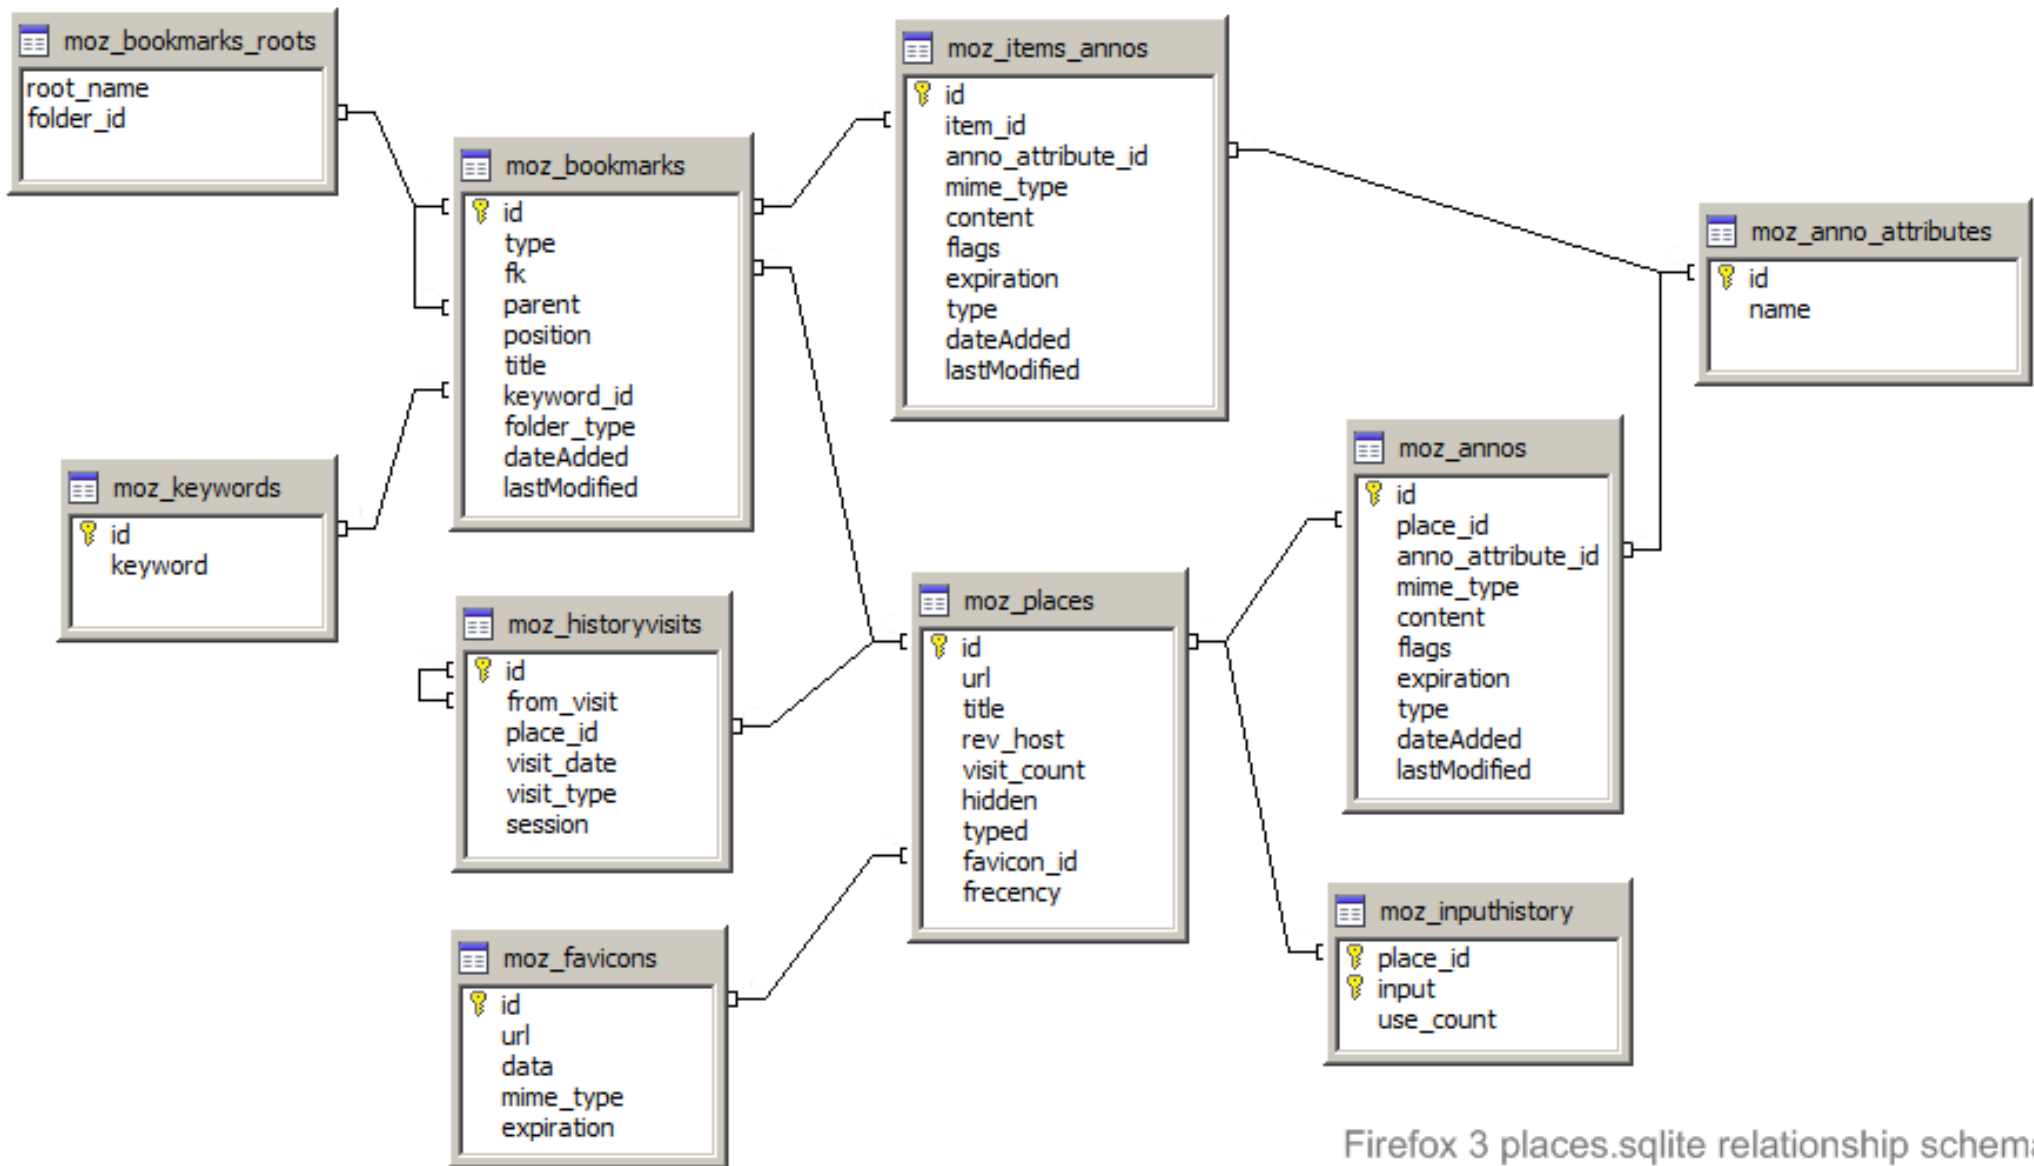 moz_bookmarks_roots
root_name
folder_id
moz_bookmarks
id
type
fk
parent
position
title
keyword_id
folder_type
dateAdded
lastModified
moz_keywords
id
keyword
moz_historyvisits
id
from_visit
place_id
visit_date
visit_type
session
moz_favicons
id
url
data
mime_type
expiration
moz_items_annos
id
item_id
anno_attribute_id
mime_type
content
flags
expiration
type
dateAdded
lastModified
moz_places
id
url
title
rev_host
visit_count
hidden
typed
favicon_id
frecency
moz_anno_attributes
id
name
moz_annos
id
place_id
anno_attribute_id
mime_type
content
flags
expiration
type
dateAdded
lastModified
moz_inputhistory
place_id
input
use_count
Firefox 3 places.sqlite relationship schema